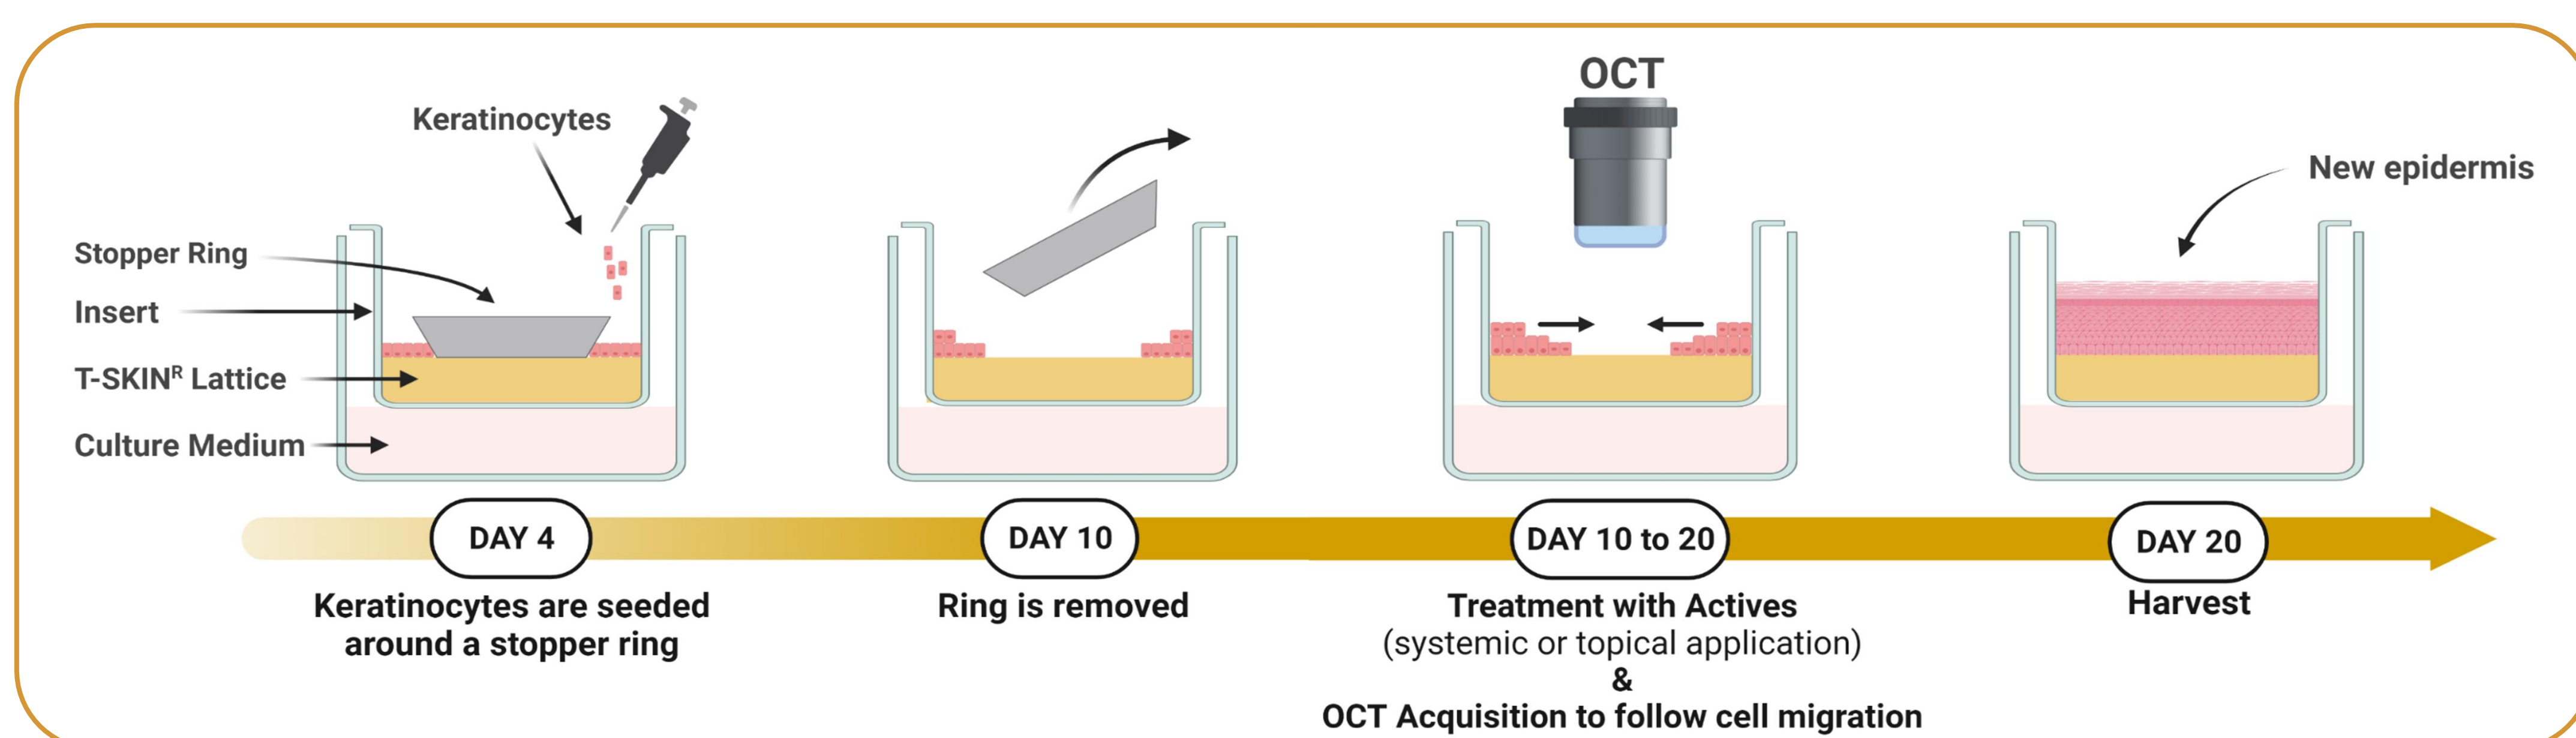 OCT
Keratinocytes
New epidermis
Stopper Ring
Insert
T-SKINᴿ Lattice
Culture Medium
DAY 4
DAY 10
DAY 10 to 20
DAY 20
Keratinocytes are seeded
around a stopper ring
Ring is removed
Treatment with Actives
(systemic or topical application)
&
OCT Acquisition to follow cell migration
Harvest